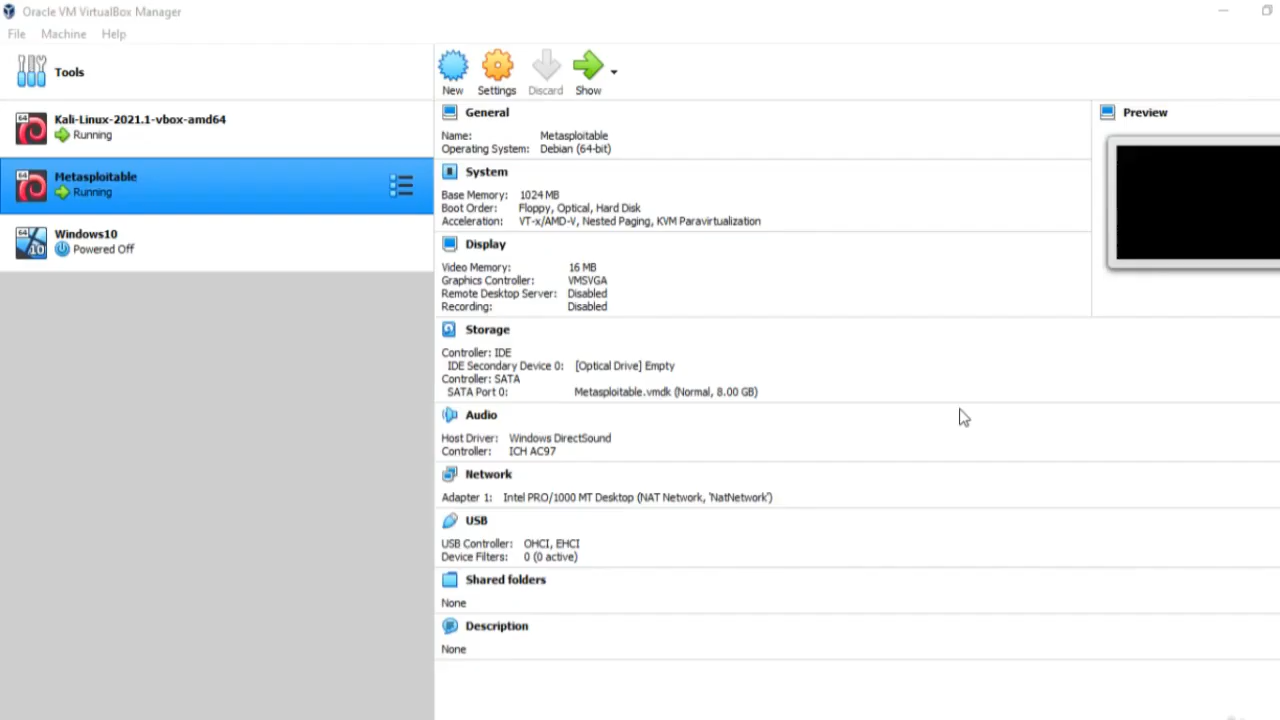 Oracle VM VirtualBox Manager
File Machine Help
Tools
New Settings Discard Show
64 Kali-Linux-2021.1-vbox-amd64
Running
64 Metasploitable
Running
64 10 Windows10
Powered Off
General
Name: Metasploitable
Operating System: Debian (64-bit)
Preview
System
Base Memory: 1024 MB
Boot Order: Floppy, Optical, Hard Disk
Acceleration: VT-x/AMD-V, Nested Paging, KVM Paravirtualization
Display
Video Memory: 16 MB
Graphics Controller: VMSVGA
Remote Desktop Server: Disabled
Recording: Disabled
Storage
Controller: IDE
IDE Secondary Device 0: [Optical Drive] Empty
Controller: SATA
SATA Port 0: Metasploitable.vmdk (Normal, 8.00 GB)
Audio
Host Driver: Windows DirectSound
Controller: ICH AC97
Network
Adapter 1: Intel PRO/1000 MT Desktop (NAT Network, 'NatNetwork')
USB
USB Controller: OHCI, EHCI
Device Filters: 0 (0 active)
Shared folders
None
Description
None